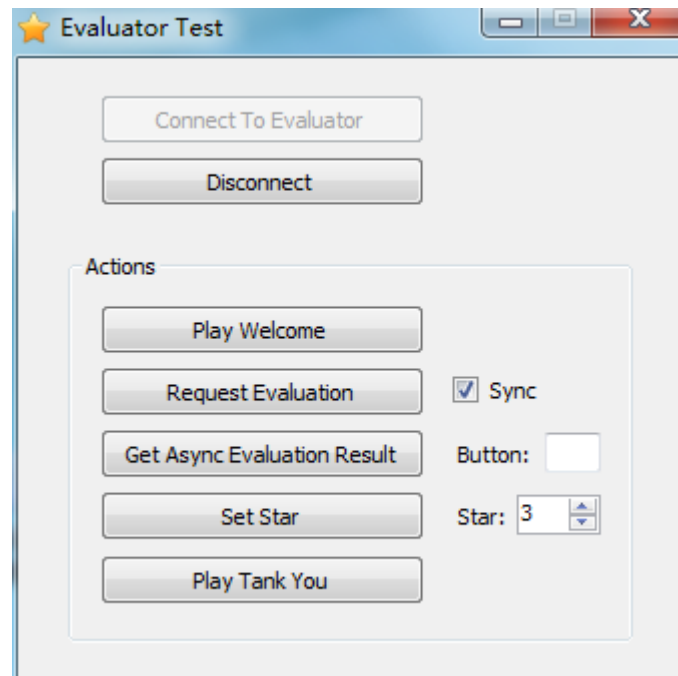 Evaluator Test
Connect To Evaluator
Disconnect
Actions
Play Welcome
Request Evaluation Sync
Get Async Evaluation Result Button:
Set Star Star: 3
Play Tank You